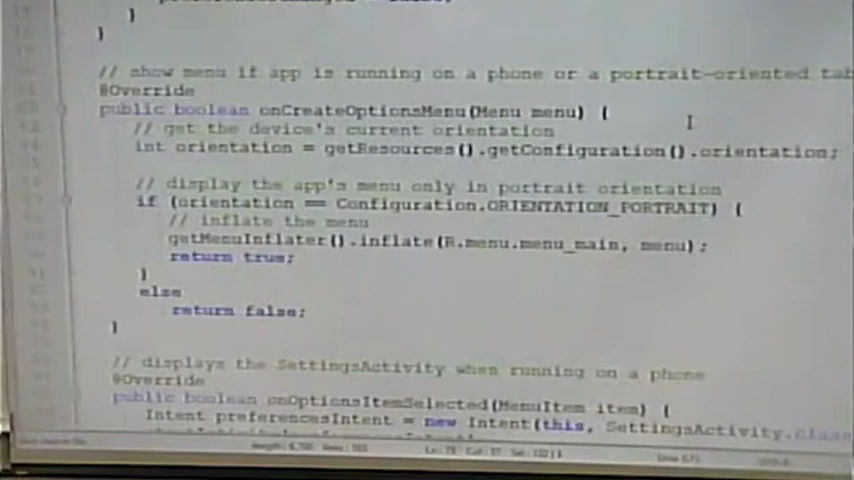 }
}
// show menu if app is running on a phone or a portrait-oriented tab
@Override
public boolean onCreateOptionsMenu(Menu menu) {
// get the device's current orientation
int orientation = getResources().getConfiguration().orientation;
// display the app's menu only in portrait orientation
if (orientation == Configuration.ORIENTATION_PORTRAIT) {
// inflate the menu
getMenuInflater().inflate(R.menu.menu_main, menu);
return true;
}
else
return false;
}
// displays the SettingsActivity when running on a phone
@Override
public boolean onOptionsItemSelected(MenuItem item) {
Intent preferencesIntent = new Intent(this, SettingsActivity.class